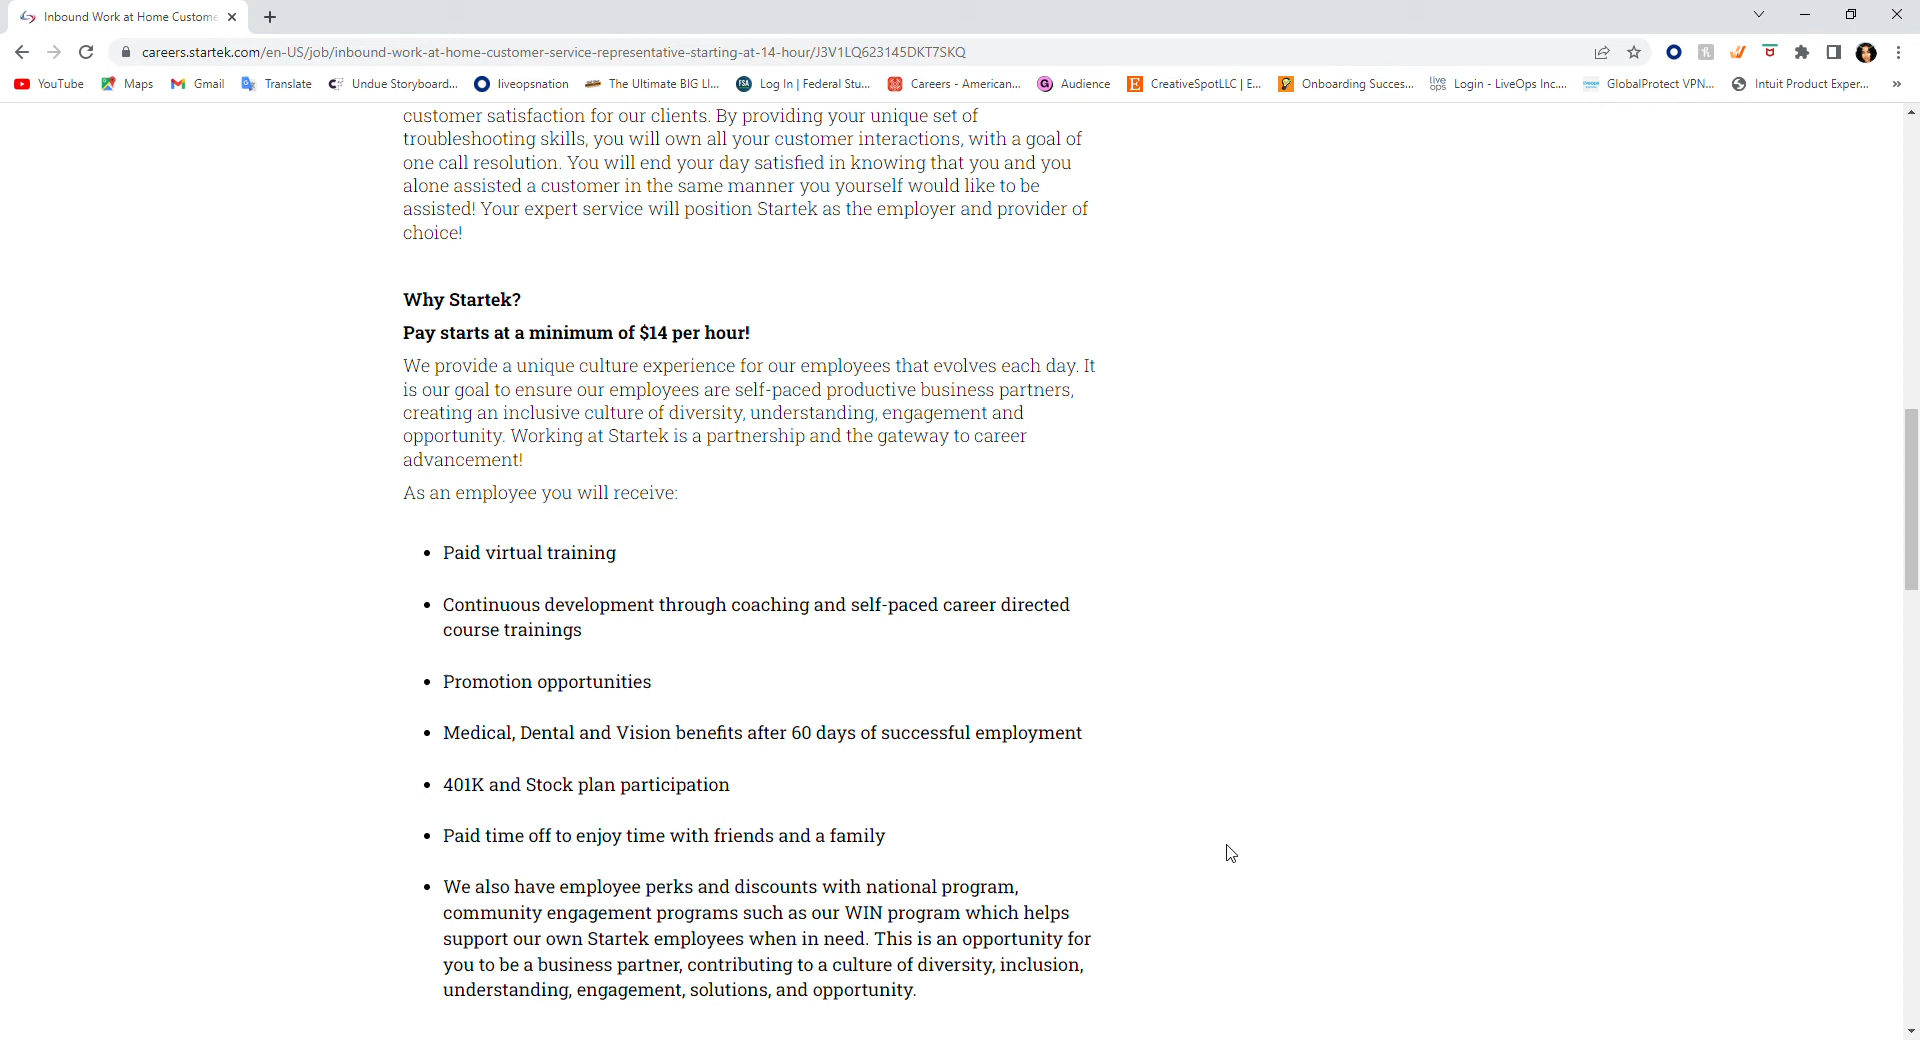 Inbound Work at Home Custome
careers.startek.com/en-US/job/inbound-work-at-home-customer-service-representative-starting-at-14-hour/J3V1LQ623145DKT7SKQ
YouTube Maps Gmail Translate Undue Storyboard... liveopsnation The Ultimate BIG LI... FSA Log In | Federal Stu... Careers - American... G Audience E CreativeSpotLLC | E... Onboarding Succes... live ops Login - LiveOps Inc.... GlobalProtect VPN... Intuit Product Exper... »
customer satisfaction for our clients. By providing your unique set of
troubleshooting skills, you will own all your customer interactions, with a goal of
one call resolution. You will end your day satisfied in knowing that you and you
alone assisted a customer in the same manner you yourself would like to be
assisted! Your expert service will position Startek as the employer and provider of
choice!
Why Startek?
Pay starts at a minimum of $14 per hour!
We provide a unique culture experience for our employees that evolves each day. It
is our goal to ensure our employees are self-paced productive business partners,
creating an inclusive culture of diversity, understanding, engagement and
opportunity. Working at Startek is a partnership and the gateway to career
advancement!
As an employee you will receive:
• Paid virtual training
• Continuous development through coaching and self-paced career directed
course trainings
• Promotion opportunities
• Medical, Dental and Vision benefits after 60 days of successful employment
• 401K and Stock plan participation
• Paid time off to enjoy time with friends and a family
• We also have employee perks and discounts with national program,
community engagement programs such as our WIN program which helps
support our own Startek employees when in need. This is an opportunity for
you to be a business partner, contributing to a culture of diversity, inclusion,
understanding, engagement, solutions, and opportunity.